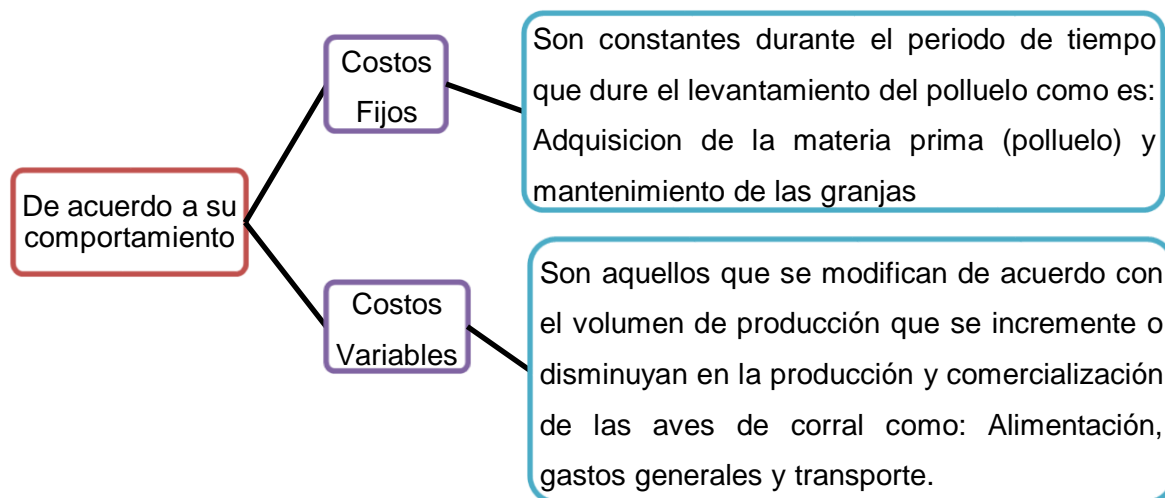 De acuerdo a su
comportamiento
Costos
Fijos
Son constantes durante el periodo de tiempo
que dure el levantamiento del polluelo como es:
Adquisicion de la materia prima (polluelo) y
mantenimiento de las granjas
Costos
Variables
Son aquellos que se modifican de acuerdo con
el volumen de producción que se incremente o
disminuyan en la producción y comercialización
de las aves de corral como: Alimentación,
gastos generales y transporte.